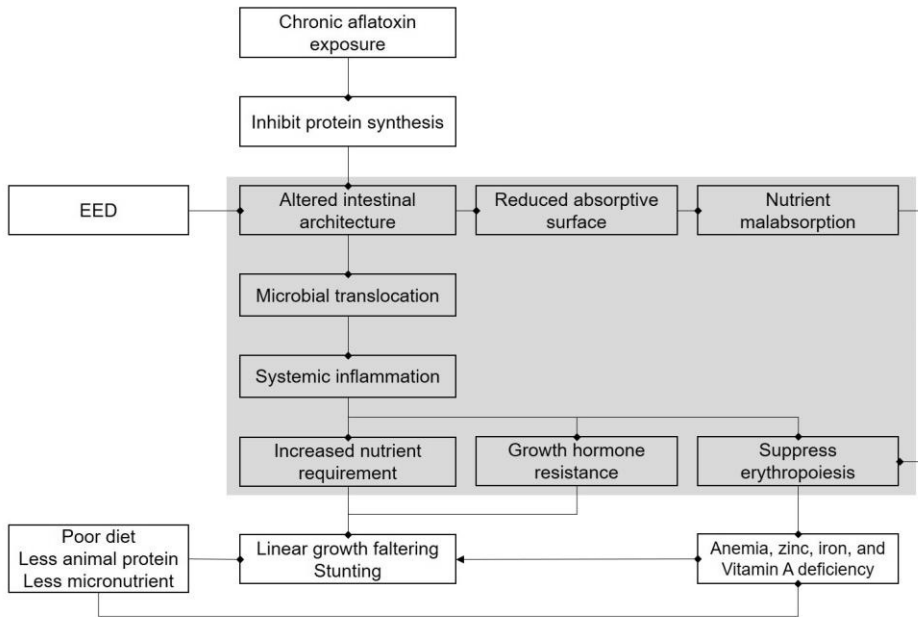 Chronic aflatoxin
exposure
Inhibit protein synthesis
EED
Altered intestinal
architecture
Reduced absorptive
surface
Nutrient
malabsorption
Microbial translocation
Systemic inflammation
Increased nutrient
requirement
Growth hormone
resistance
Suppress
erythropoiesis
Poor diet
Less animal protein
Less micronutrient
Linear growth faltering
Stunting
Anemia, zinc, iron, and
Vitamin A deficiency